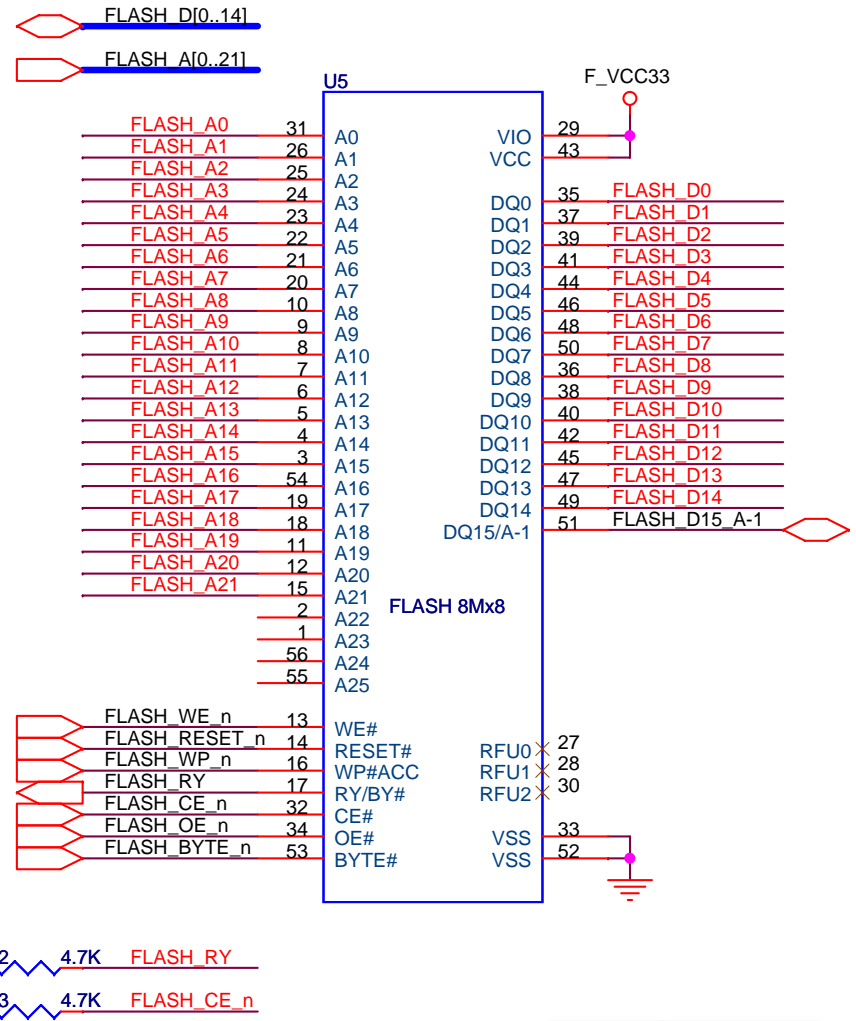 FLASH_D[0..14]
FLASH_A[0..21]
U5
F_VCC33
FLASH_A0 31 A0 VIO 29
FLASH_A1 26 A1 VCC 43
FLASH_A2 25 A2
FLASH_A3 24 A3 DQ0 35 FLASH_D0
FLASH_A4 23 A4 DQ1 37 FLASH_D1
FLASH_A5 22 A5 DQ2 39 FLASH_D2
FLASH_A6 21 A6 DQ3 41 FLASH_D3
FLASH_A7 20 A7 DQ4 44 FLASH_D4
FLASH_A8 10 A8 DQ5 46 FLASH_D5
FLASH_A9 9 A9 DQ6 48 FLASH_D6
FLASH_A10 8 A10 DQ7 50 FLASH_D7
FLASH_A11 7 A11 DQ8 36 FLASH_D8
FLASH_A12 6 A12 DQ9 38 FLASH_D9
FLASH_A13 5 A13 DQ10 40 FLASH_D10
FLASH_A14 4 A14 DQ11 42 FLASH_D11
FLASH_A15 3 A15 DQ12 45 FLASH_D12
FLASH_A16 54 A16 DQ13 47 FLASH_D13
FLASH_A17 19 A17 DQ14 49 FLASH_D14
FLASH_A18 18 A18 DQ15/A-1 51 FLASH_D15_A-1
FLASH_A19 11 A19
FLASH_A20 12 A20
FLASH_A21 15 A21
FLASH 8Mx8
2 A22
1 A23
56 A24
55 A25
FLASH_WE_n 13 WE#
FLASH_RESET_n 14 RESET# RFU0 27
FLASH_WP_n 16 WP#ACC RFU1 28
FLASH_RY 17 RY/BY# RFU2 30
FLASH_CE_n 32 CE#
FLASH_OE_n 34 OE# VSS 33
FLASH_BYTE_n 53 BYTE# VSS 52
2 4.7K FLASH_RY
3 4.7K FLASH_CE_n